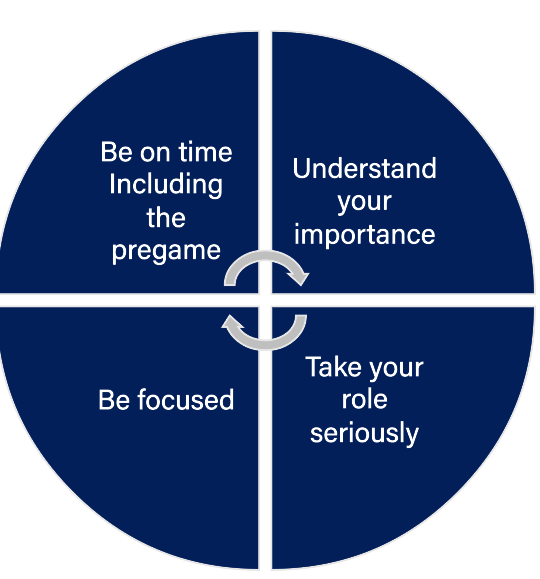 Be on time
Including
the
pregame
Understand
your
importance
Be focused
Take your
role
seriously